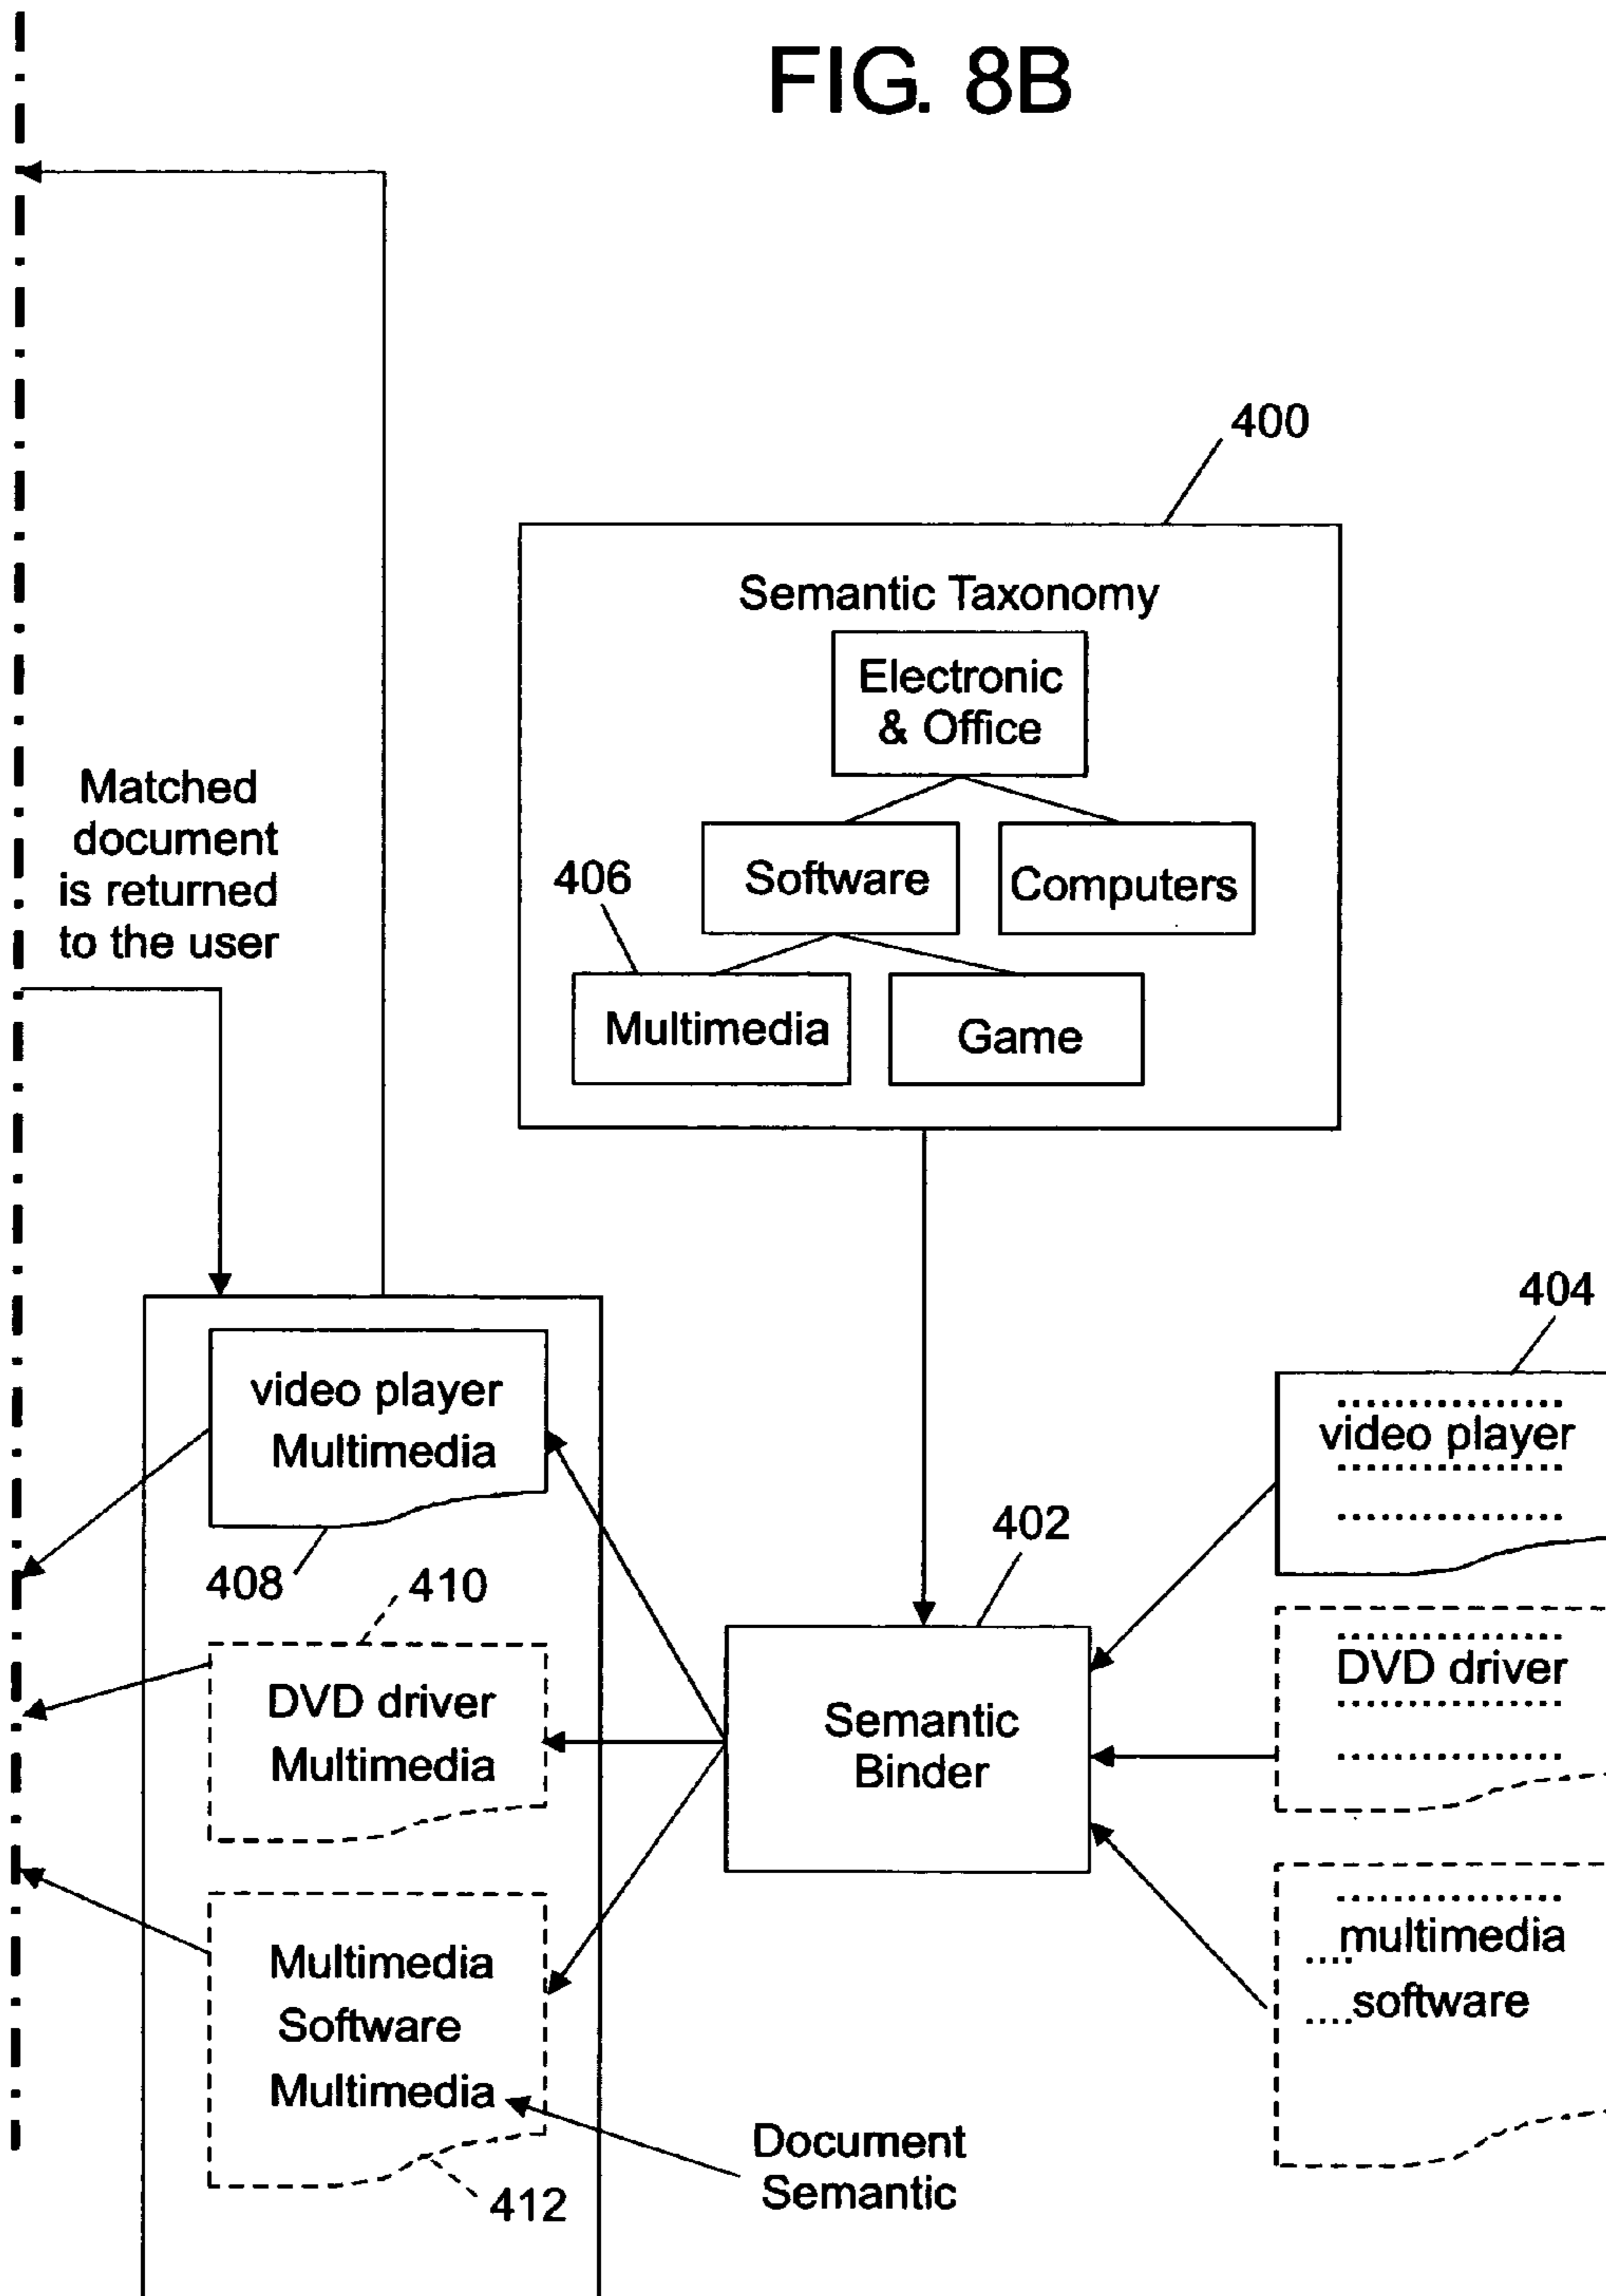 FIG. 8B
400
Semantic Taxonomy
Electronic
& Office
Matched
document
is returned
to the user
406
Software
Computers
Multimedia
Game
404
video player
Multimedia
video player
402
408
410
DVD driver
DVD driver
Multimedia
Semantic
Binder
multimedia
software
Multimedia
Software
Multimedia
Document
Semantic
412